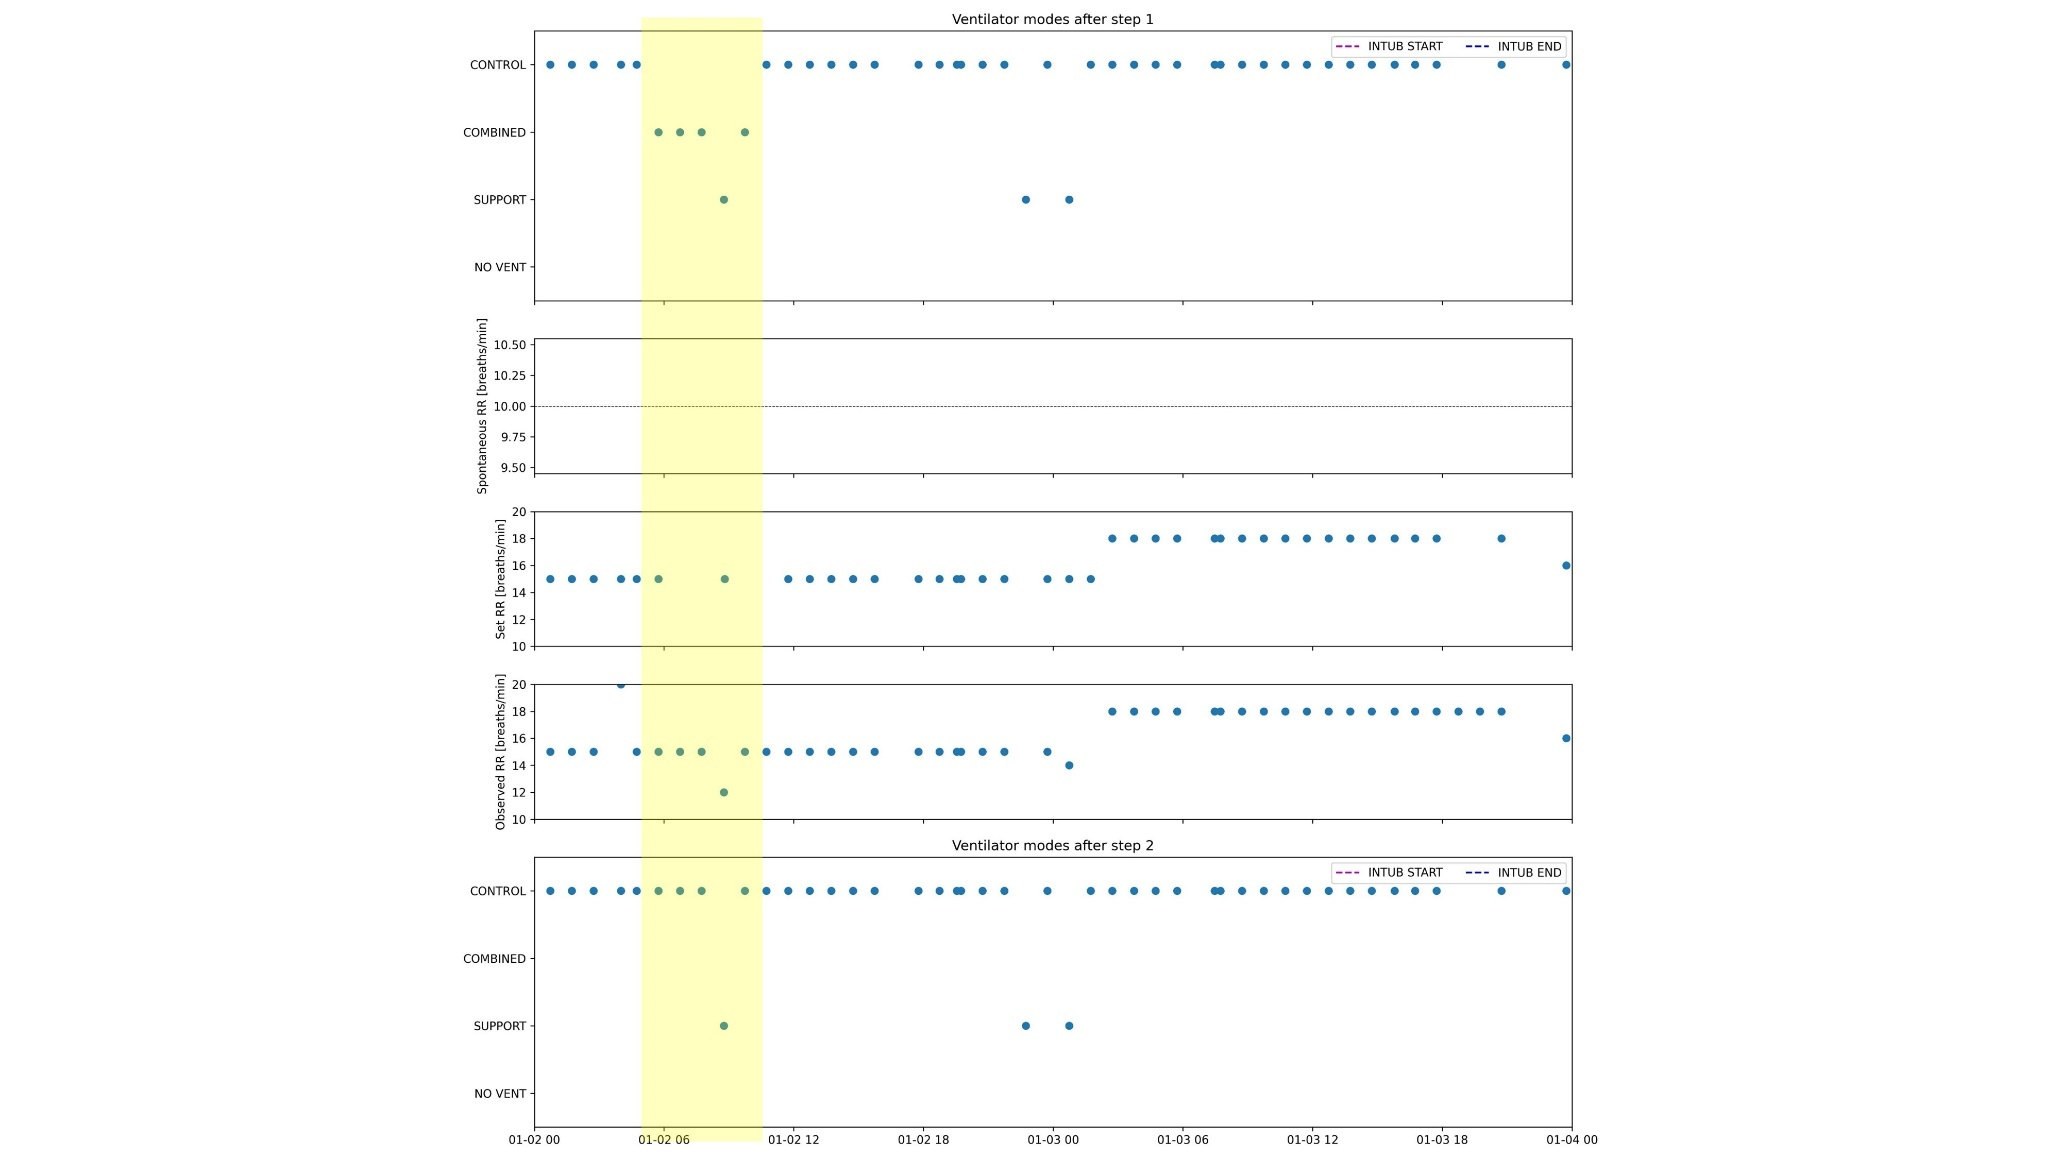 Ventilator modes after step 1
INTUB START
INTUB END
CONTROL
COMBINED
SUPPORT
NO VENT
Spontaneous RR [breaths/min]
10.50
10.25
10.00
9.75
9.50
Set RR [breaths/min]
20
18
16
14
12
10
Observed RR [breaths/min]
20
18
16
14
12
10
Ventilator modes after step 2
INTUB START
INTUB END
CONTROL
COMBINED
SUPPORT
NO VENT
01-02 00
01-02 06
01-02 12
01-02 18
01-03 00
01-03 06
01-03 12
01-03 18
01-04 00